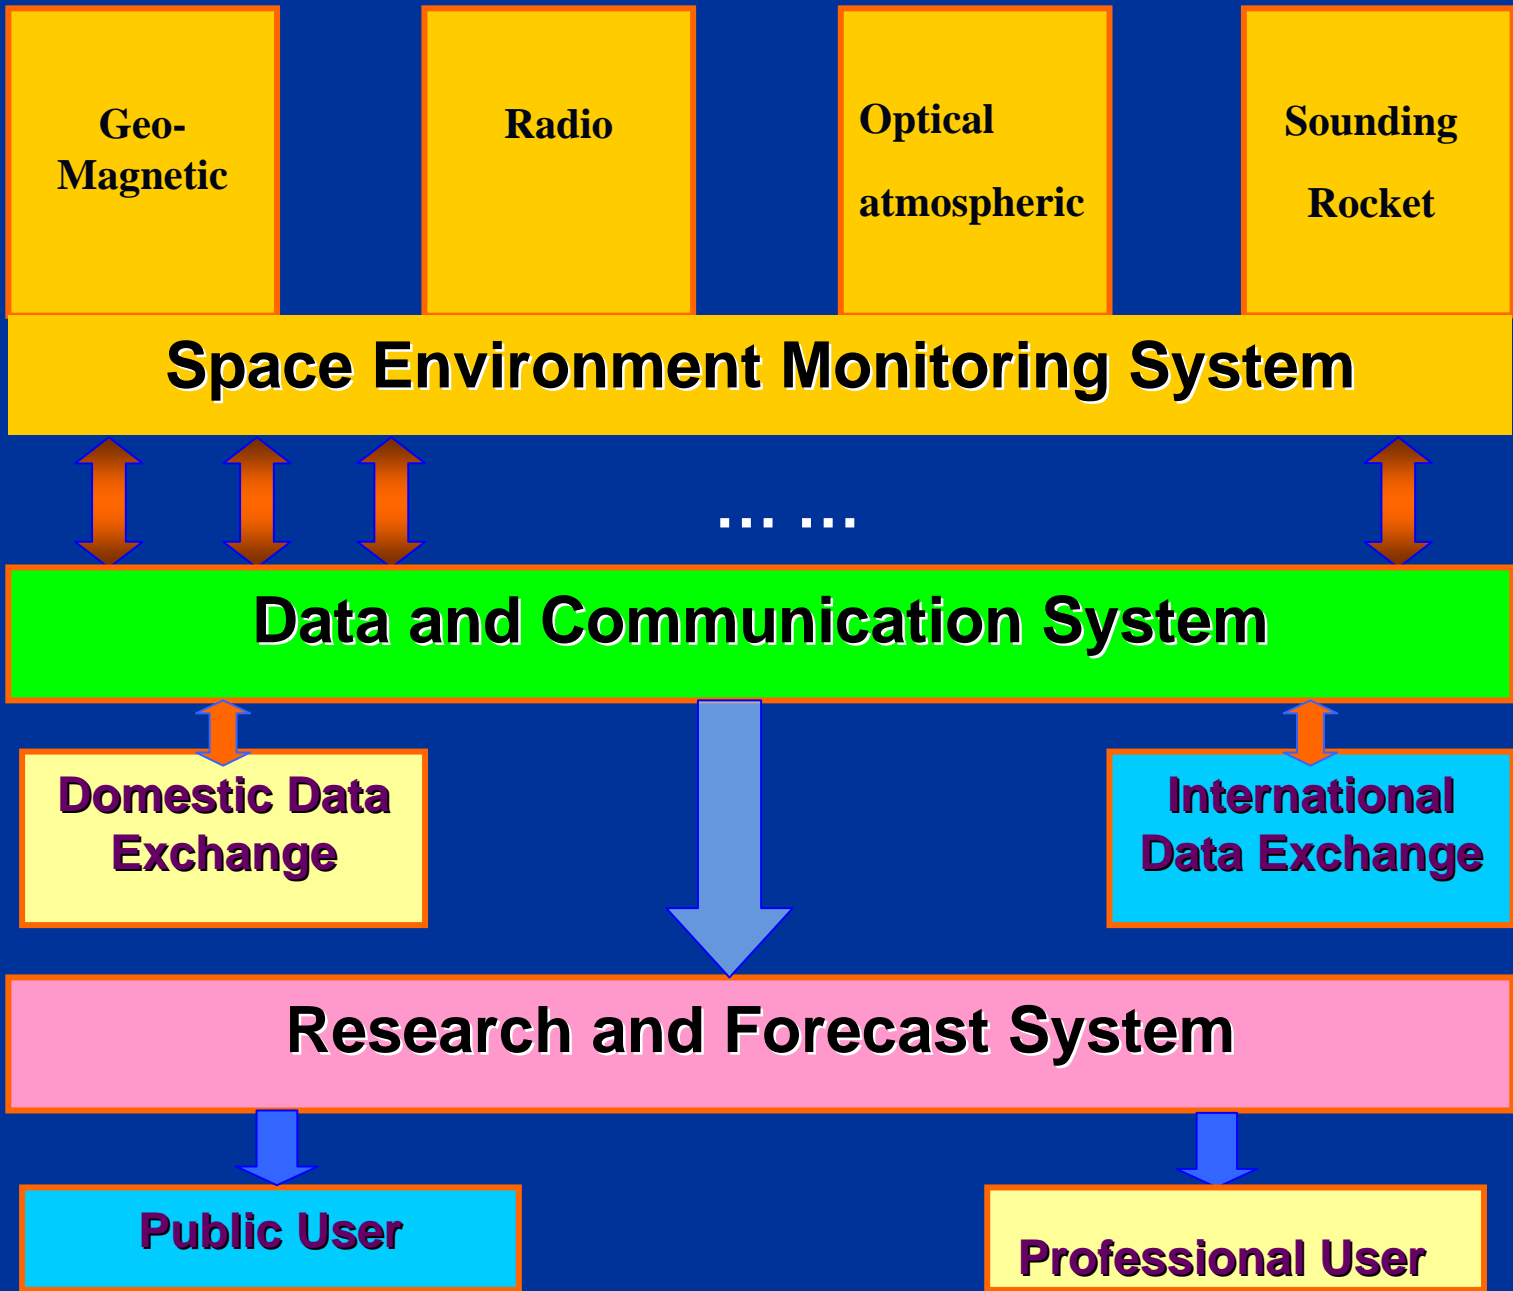 Geo-
Magnetic
Radio
Optical
atmospheric
Sounding
Rocket
Space Environment Monitoring System
... ...
Data and Communication System
Domestic Data
Exchange
International
Data Exchange
Research and Forecast System
Public User
Professional User